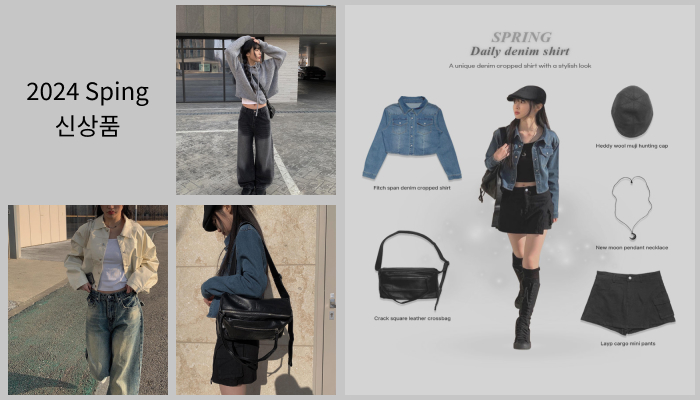 2024 Sping
신상품
SPRING
Daily denim shirt
A unique denim cropped shirt with a stylish look
Fitch span denim cropped shirt
Heddy wool muji hunting cap
New moon pendant necklace
Crack square leather crossbag
Layp cargo mini pants